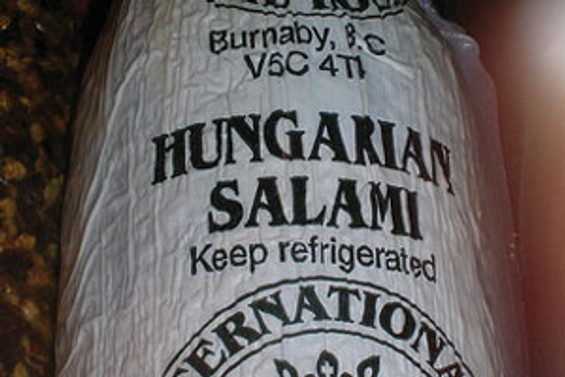 Burnaby, B.C
V5C 4T1
HUNGARIAN
SALAMI
Keep refrigerated